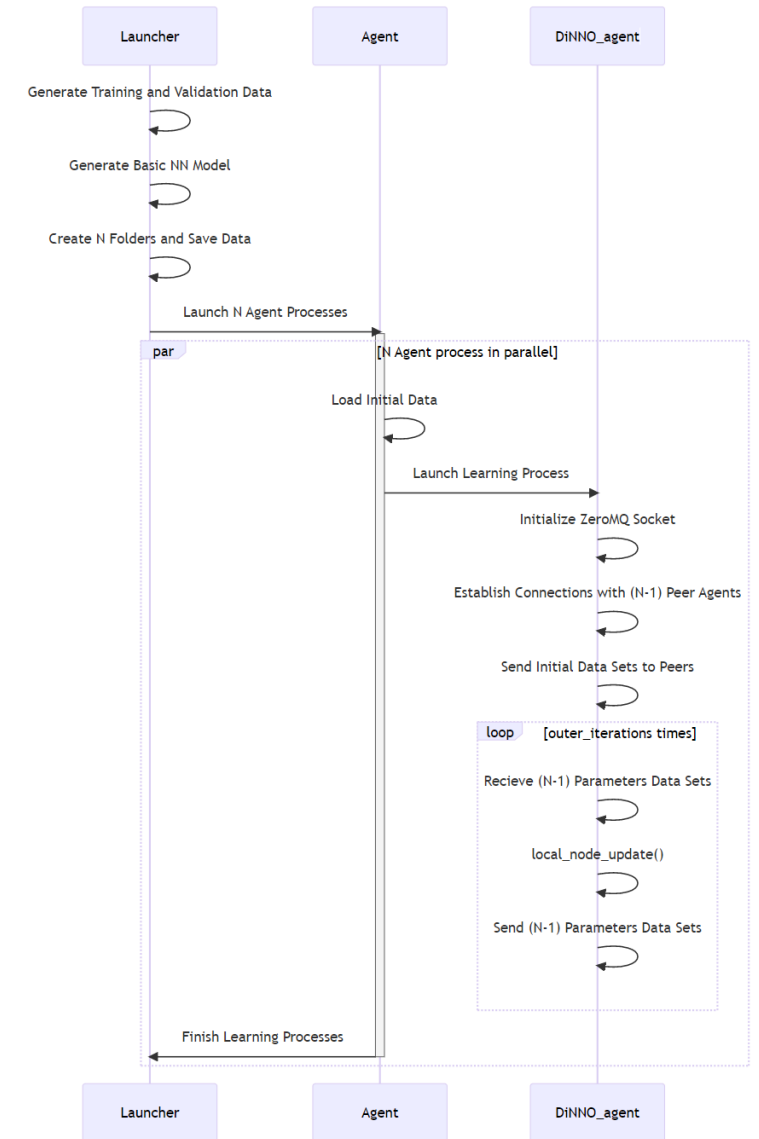 Launcher
Agent
DiNNO_agent
Generate Training and Validation Data
Generate Basic NN Model
Create N Folders and Save Data
Launch N Agent Processes
par
[N Agent process in parallel]
Load Initial Data
Launch Learning Process
Initialize ZeroMQ Socket
Establish Connections with (N-1) Peer Agents
Send Initial Data Sets to Peers
loop
[outer_iterations times]
Recieve (N-1) Parameters Data Sets
local_node_update()
Send (N-1) Parameters Data Sets
Finish Learning Processes
Launcher
Agent
DiNNO_agent